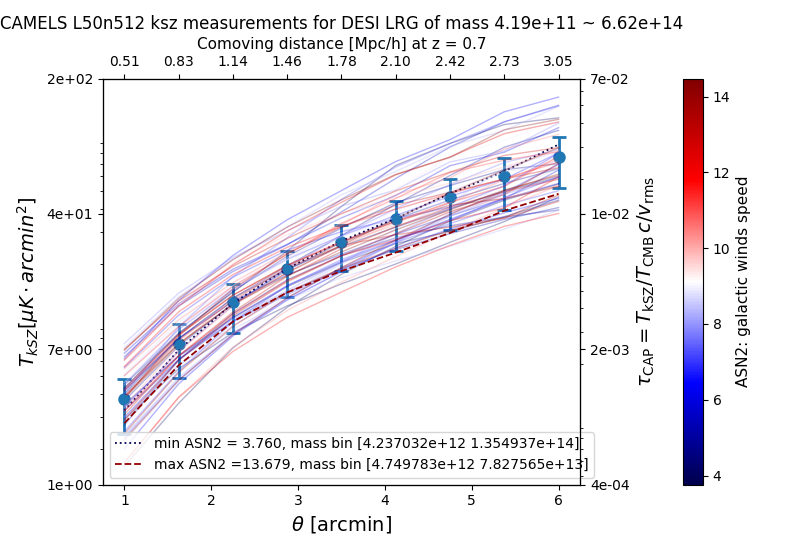 CAMELS L50n512 ksz measurements for DESI LRG of mass 4.19e+11 ~ 6.62e+14
Comoving distance [Mpc/h] at z = 0.7
0.51 0.83 1.14 1.46 1.78 2.10 2.42 2.73 3.05
2e+02
4e+01
7e+00
1e+00
T_{kSZ}[μK · arcmin²]
7e-02
1e-02
2e-03
4e-04
τ_CAP = T_kSZ/T_CMB c/v_rms
14
12
10
8
6
4
ASN2: galactic winds speed
min ASN2 = 3.760, mass bin [4.237032e+12 1.354937e+14]
max ASN2 =13.679, mass bin [4.749783e+12 7.827565e+13]
1 2 3 4 5 6
θ [arcmin]